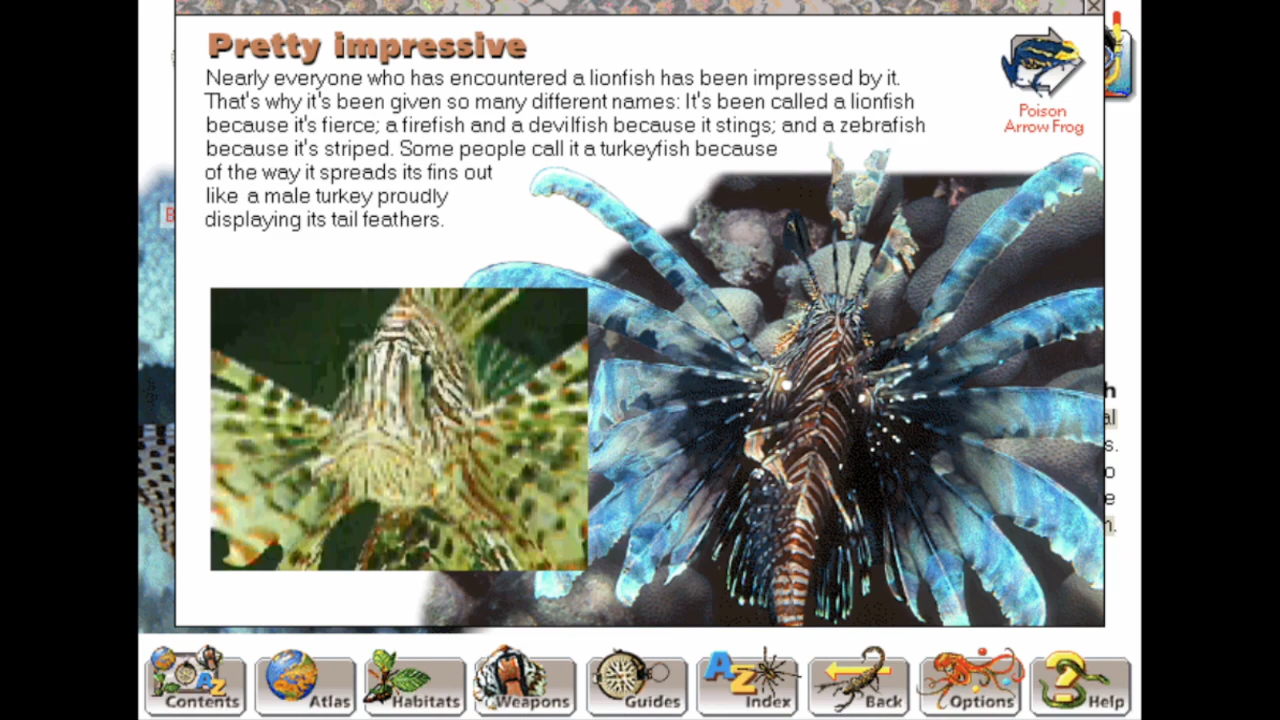 Pretty impressive
Nearly everyone who has encountered a lionfish has been impressed by it.
That's why it's been given so many different names: It's been called a lionfish
because it's fierce; a firefish and a devilfish because it stings; and a zebrafish
because it's striped. Some people call it a turkeyfish because
of the way it spreads its fins out
like a male turkey proudly
displaying its tail feathers.
Poison
Arrow Frog
B
h
al
s.
o
e
n.
Contents
Atlas
Habitats
Weapons
Guides
AZ
Index
Back
Options
?
Help